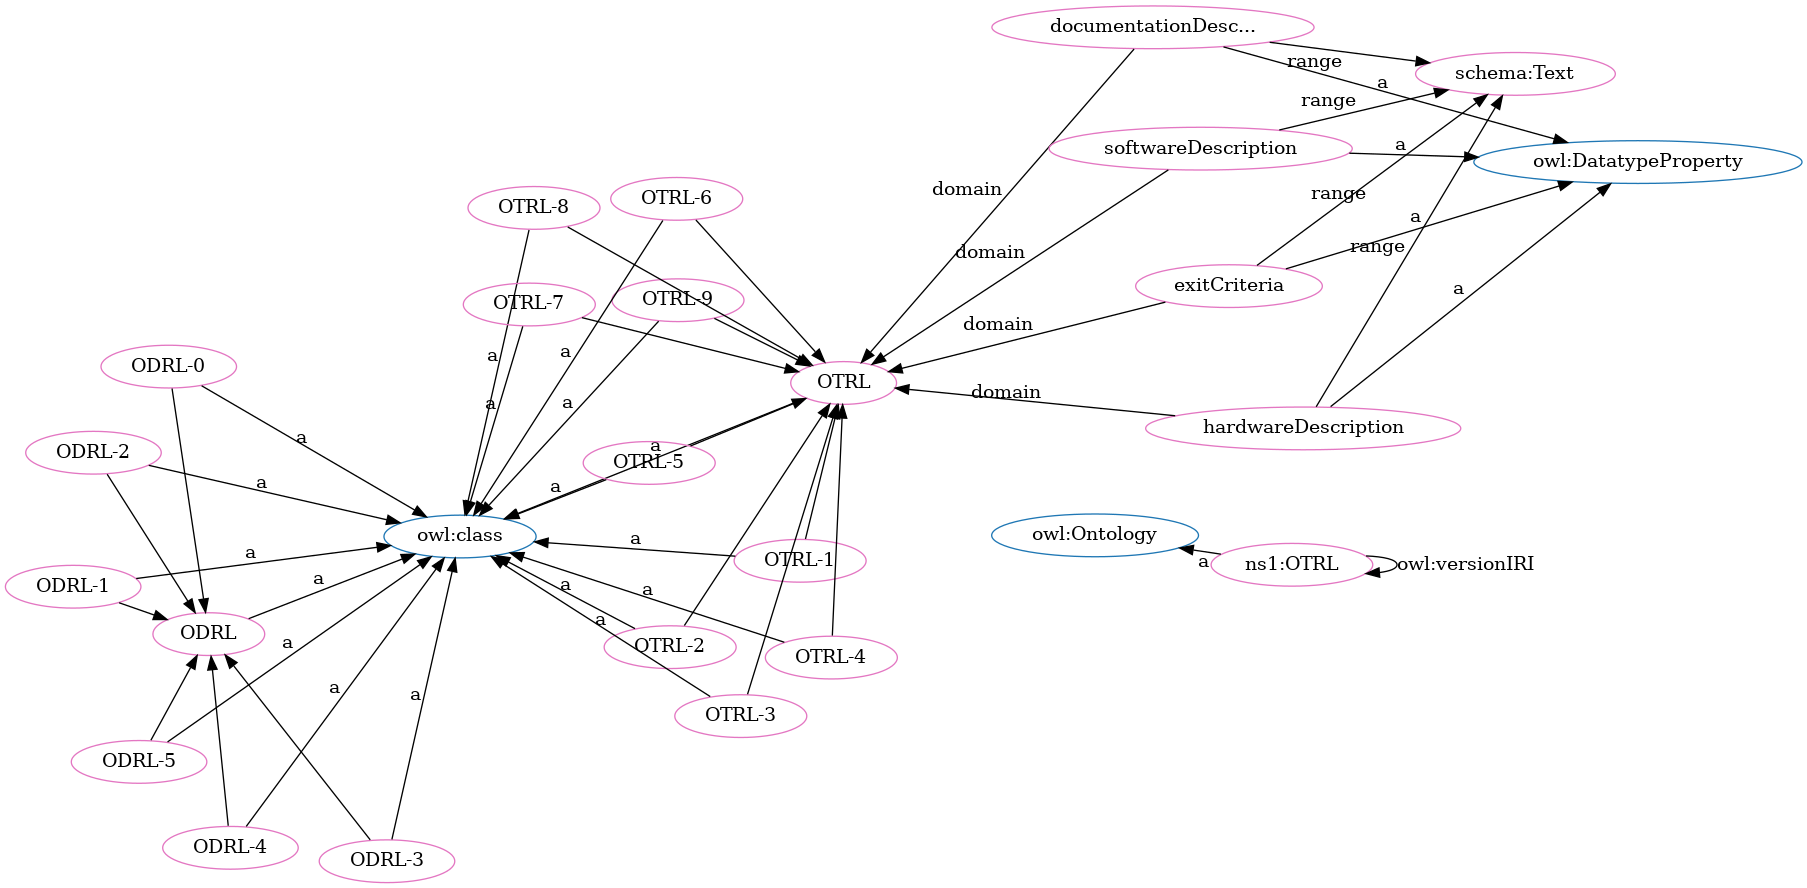 documentationDesc...
range
schema:Text
a
range
softwareDescription
a
owl:DatatypeProperty
domain
range
OTRL-8
OTRL-6
a
domain
range
exitCriteria
a
OTRL-7
OTRL-9
domain
a
a
ODRL-0
OTRL
domain
a
a
hardwareDescription
a
ODRL-2
a
OTRL-5
a
a
owl:class
a
owl:Ontology
a
OTRL-1
a
ns1:OTRL
owl:versionIRI
ODRL-1
a
a
a
a
ODRL
a
OTRL-2
OTRL-4
a
a
OTRL-3
ODRL-5
ODRL-4
ODRL-3